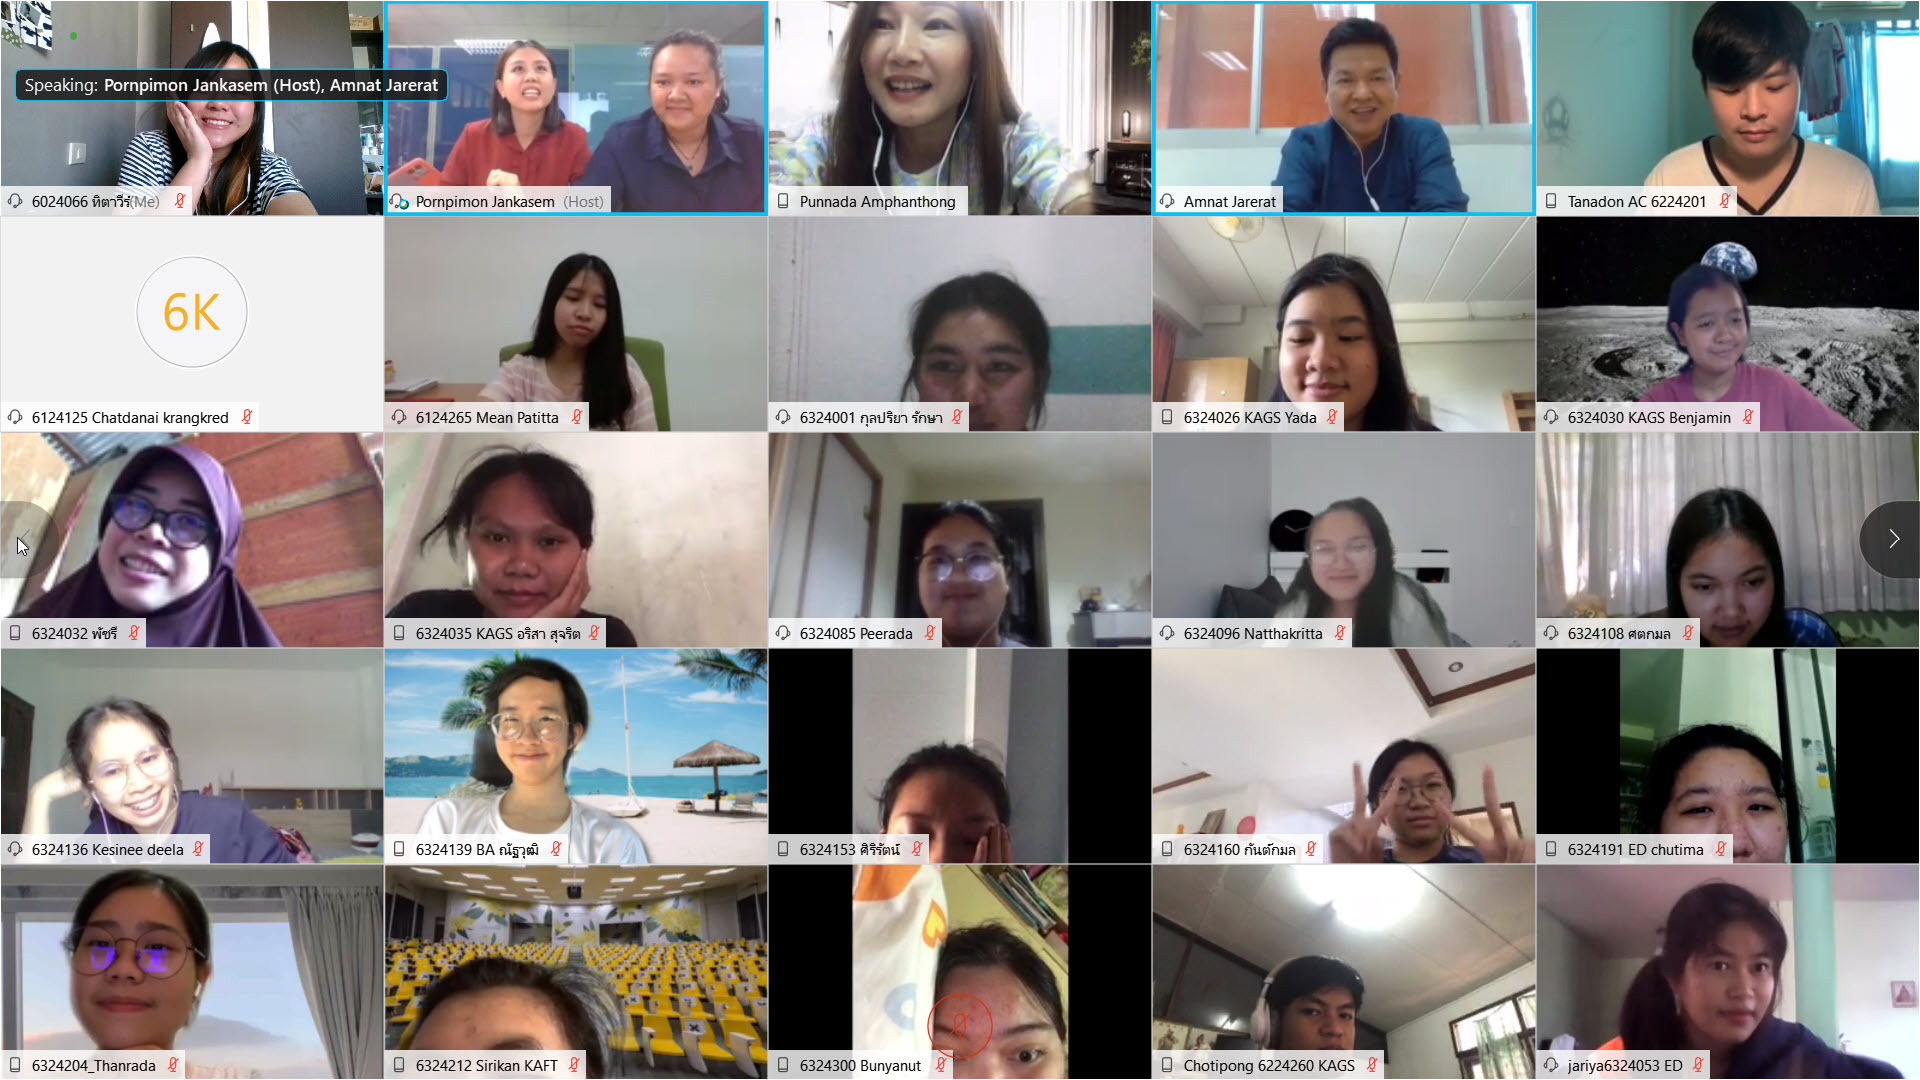 Speaking: Pornpimon Jankasem (Host), Amnat Jarerat
6024066 ทิตาวีร์(Me)
Pornpimon Jankasem (Host)
Punnada Amphanthong
Amnat Jarerat
Tanadon AC 6224201
6K
6124125 Chatdanai krangkred
6124265 Mean Patitta
6324001 กุลปริยา รักษา
6324026 KAGS Yada
6324030 KAGS Benjamin
6324032 พัชรี
6324035 KAGS อริสา สุจริต
6324085 Peerada
6324096 Natthakritta
6324108 ศตกมล
6324136 Kesinee deela
6324139 BA ณัฐวุฒิ
6324153 ศิริรัตน์
6324160 กันต์กมล
6324191 ED chutima
6324204_Thanrada
6324212 Sirikan KAFT
6324300 Bunyanut
Chotipong 6224260 KAGS
jariya6324053 ED